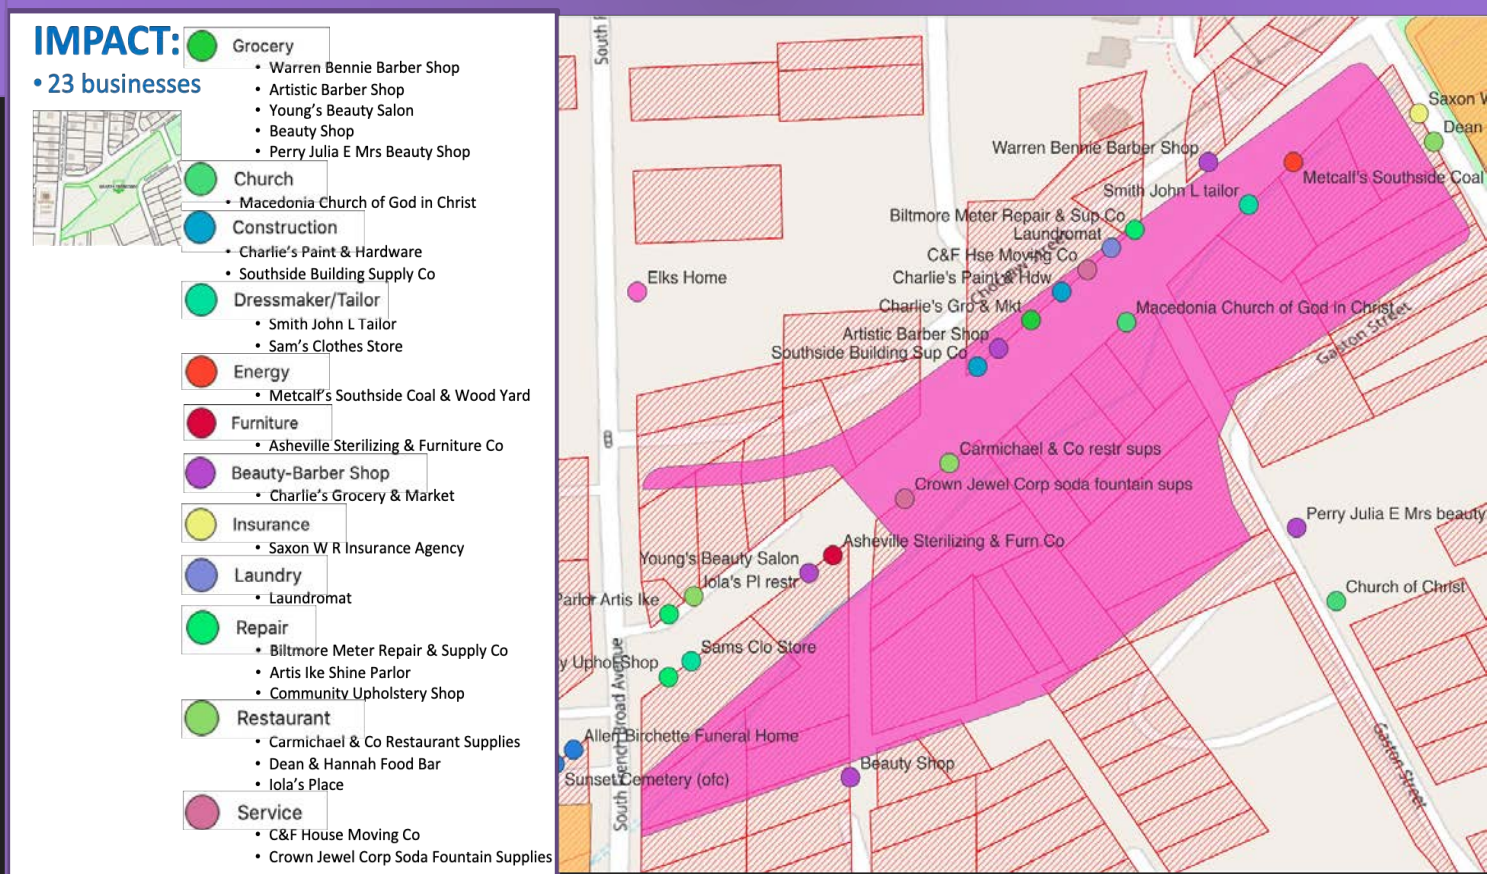 IMPACT:
• 23 businesses
Grocery
• Warren Bennie Barber Shop
• Artistic Barber Shop
• Young's Beauty Salon
• Beauty Shop
• Perry Julia E Mrs Beauty Shop
Church
• Macedonia Church of God in Christ
Construction
• Charlie's Paint & Hardware
• Southside Building Supply Co
Dressmaker/Tailor
• Smith John L Tailor
• Sam's Clothes Store
Energy
• Metcalf's Southside Coal & Wood Yard
Furniture
• Asheville Sterilizing & Furniture Co
Beauty-Barber Shop
• Charlie's Grocery & Market
Insurance
• Saxon W R Insurance Agency
Laundry
• Laundromat
Repair
• Biltmore Meter Repair & Supply Co
• Artis Ike Shine Parlor
• Community Upholstery Shop
Restaurant
• Carmichael & Co Restaurant Supplies
• Dean & Hannah Food Bar
• Iola's Place
Service
• C&F House Moving Co
• Crown Jewel Corp Soda Fountain Supplies
South F
Saxon W
Dean
Warren Bennie Barber Shop
Metcalf's Southside Coal
Smith John L tailor
Biltmore Meter Repair & Sup Co
Laundromat
C&F Hse Moving Co
Elks Home
Charlie's Paint & Hdw
Charlie's Gro & Mkt
Macedonia Church of God in Christ
Gaston Street
Artistic Barber Shop
Southside Building Sup Co
Carmichael & Co restr sups
Crown Jewel Corp soda fountain sups
Perry Julia E Mrs beauty
Asheville Sterilizing & Furn Co
Young's Beauty Salon
Iola's Pl restr
Parlor Artis Ike
Church of Christ
Sams Clo Store
y Uphol Shop
South French Broad Avenue
Allen Birchette Funeral Home
Beauty Shop
Sunset Cemetery (ofc)
Gaston Street